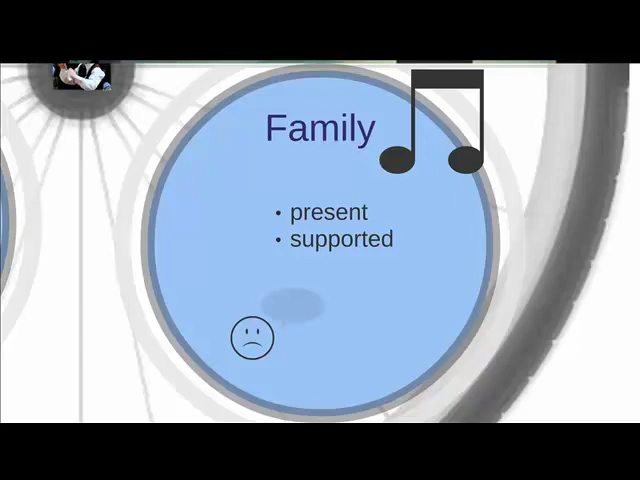 Family
• present
• supported